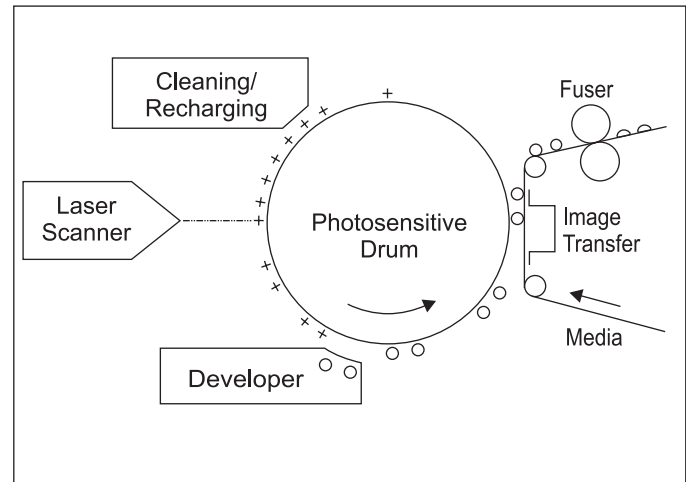 Cleaning/
Recharging
Fuser
Laser
Scanner
Photosensitive
Drum
Image
Transfer
Media
Developer